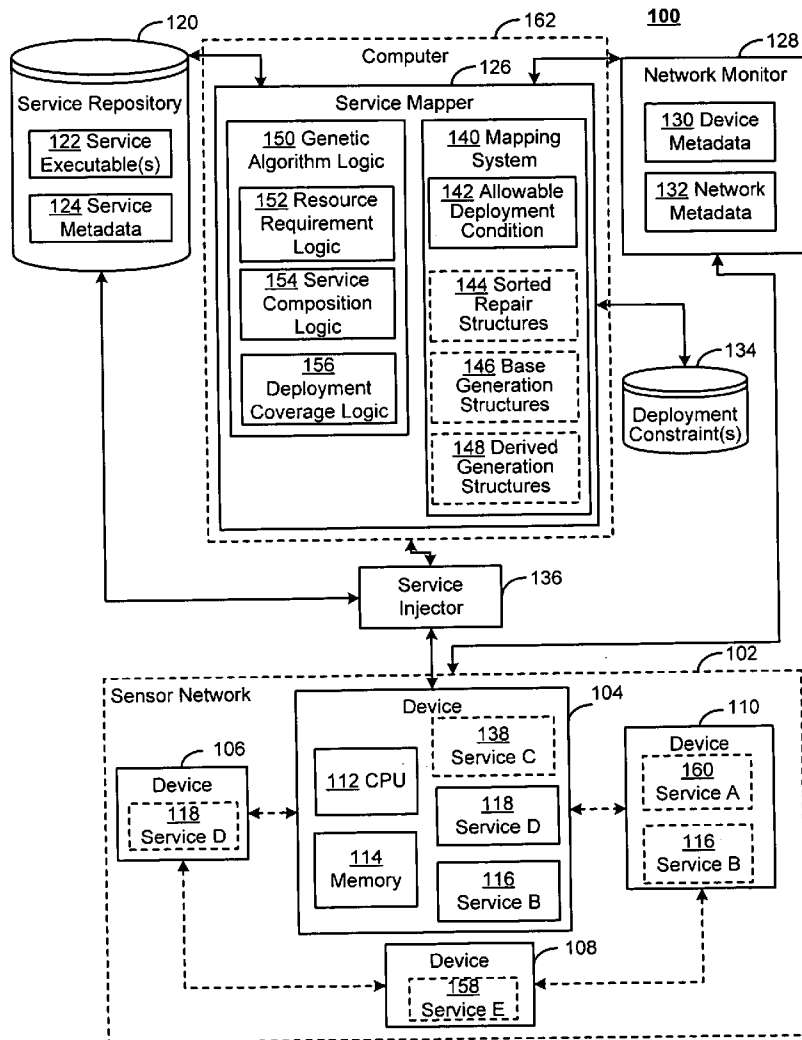 100
120
162
128
Computer
126
Service Repository
122 Service
Executable(s)
124 Service
Metadata
Service Mapper
150 Genetic
Algorithm Logic
152 Resource
Requirement
Logic
154 Service
Composition
Logic
156
Deployment
Coverage Logic
140 Mapping
System
142 Allowable
Deployment
Condition
144 Sorted
Repair
Structures
146 Base
Generation
Structures
148 Derived
Generation
Structures
Network Monitor
130 Device
Metadata
132 Network
Metadata
134
Deployment
Constraint(s)
Service
Injector
136
102
Sensor Network
104
Device
138
Service C
112 CPU
118
Service D
114
Memory
116
Service B
106
Device
118
Service D
110
Device
160
Service A
116
Service B
108
Device
158
Service E